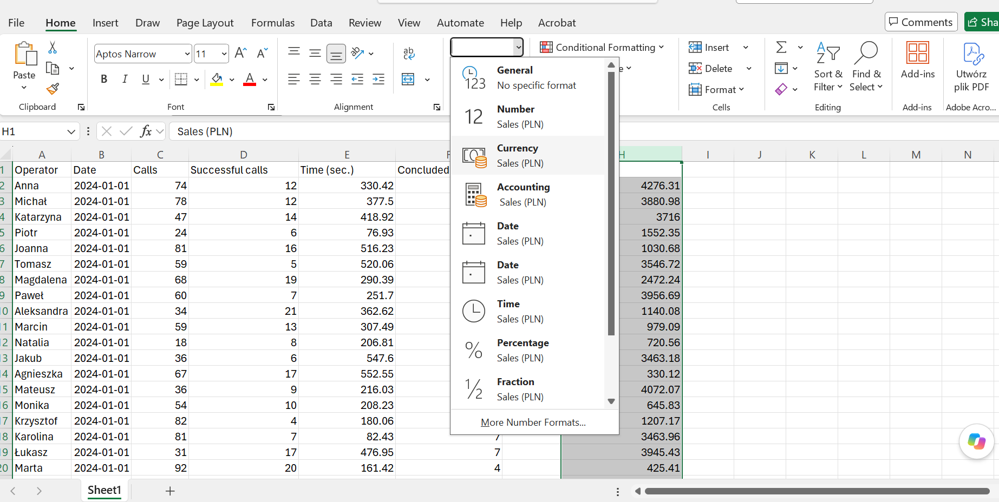 File Home Insert Draw Page Layout Formulas Data Review View Automate Help Acrobat Comments
Aptos Narrow 11 A A ab Conditional Formatting Insert Σ A Z
Paste Delete Sort & Filter Find & Select Add-ins Utwórz plik PDF
B I U A Format
Clipboard Font Alignment Cells Editing Add-ins Adobe Acro...
General
No specific format
Number
Sales (PLN)
Currency
Sales (PLN)
Accounting
Sales (PLN)
Date
Sales (PLN)
Date
Sales (PLN)
Time
Sales (PLN)
Percentage
Sales (PLN)
Fraction
Sales (PLN)
More Number Formats...
123
12
%
1/2
H1 fx Sales (PLN)
A B C D E F H I J K L M N
1 Operator Date Calls Successful calls Time (sec.) Concluded
2 Anna 2024-01-01 74 12 330.42 4276.31
3 Michał 2024-01-01 78 12 377.5 3880.98
4 Katarzyna 2024-01-01 47 14 418.92 3716
5 Piotr 2024-01-01 24 6 76.93 1552.35
6 Joanna 2024-01-01 81 16 516.23 1030.68
7 Tomasz 2024-01-01 59 5 520.06 3546.72
8 Magdalena 2024-01-01 68 19 290.39 2472.24
9 Paweł 2024-01-01 60 7 251.7 3956.69
10 Aleksandra 2024-01-01 34 21 362.62 1140.08
11 Marcin 2024-01-01 59 13 307.49 979.09
12 Natalia 2024-01-01 18 8 206.81 720.56
13 Jakub 2024-01-01 36 6 547.6 3463.18
14 Agnieszka 2024-01-01 67 17 552.55 330.12
15 Mateusz 2024-01-01 36 9 216.03 4072.07
16 Monika 2024-01-01 54 10 208.23 645.83
17 Krzysztof 2024-01-01 82 4 180.06 1207.17
18 Karolina 2024-01-01 81 7 82.43 7 3463.96
19 Łukasz 2024-01-01 31 17 476.95 7 3945.43
20 Marta 2024-01-01 92 20 161.42 4 425.41
Sheet1